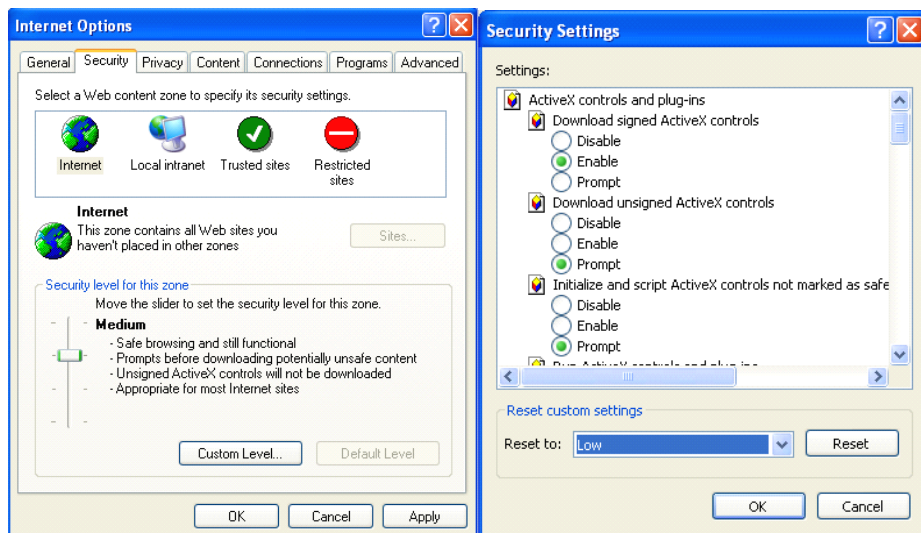 Internet Options
General Security Privacy Content Connections Programs Advanced
Select a Web content zone to specify its security settings.
Internet
Local intranet
Trusted sites
Restricted
sites
Internet
This zone contains all Web sites you
haven't placed in other zones
Sites...
Security level for this zone
Move the slider to set the security level for this zone.
Medium
- Safe browsing and still functional
- Prompts before downloading potentially unsafe content
- Unsigned ActiveX controls will not be downloaded
- Appropriate for most Internet sites
Custom Level...
Default Level
OK
Cancel
Apply
Security Settings
Settings:
ActiveX controls and plug-ins
Download signed ActiveX controls
Disable
Enable
Prompt
Download unsigned ActiveX controls
Disable
Enable
Prompt
Initialize and script ActiveX controls not marked as safe
Disable
Enable
Prompt
Run ActiveX controls and plug-ins
Reset custom settings
Reset to:
Low
Reset
OK
Cancel